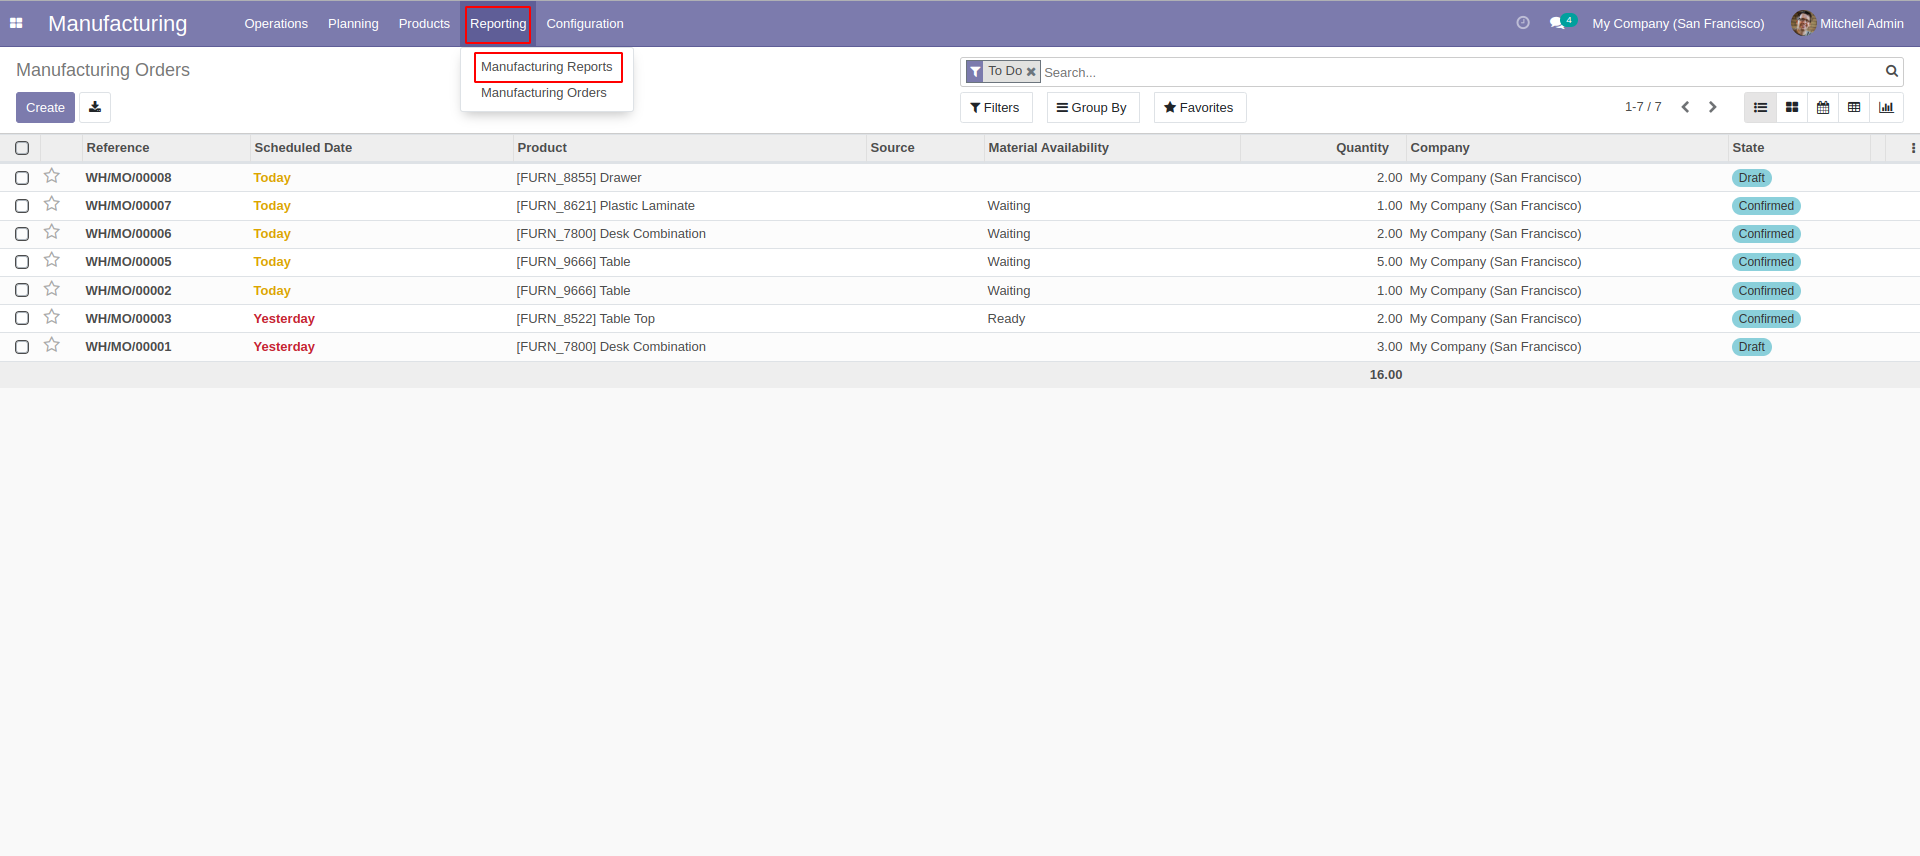 Manufacturing Operations Planning Products Reporting Configuration 4 My Company (San Francisco) Mitchell Admin
Manufacturing Reports
Manufacturing Orders
Manufacturing Orders
To Do Search...
Create Filters Group By Favorites 1-7 / 7
Reference Scheduled Date Product Source Material Availability Quantity Company State
WH/MO/00008 Today [FURN_8855] Drawer 2.00 My Company (San Francisco) Draft
WH/MO/00007 Today [FURN_8621] Plastic Laminate Waiting 1.00 My Company (San Francisco) Confirmed
WH/MO/00006 Today [FURN_7800] Desk Combination Waiting 2.00 My Company (San Francisco) Confirmed
WH/MO/00005 Today [FURN_9666] Table Waiting 5.00 My Company (San Francisco) Confirmed
WH/MO/00002 Today [FURN_9666] Table Waiting 1.00 My Company (San Francisco) Confirmed
WH/MO/00003 Yesterday [FURN_8522] Table Top Ready 2.00 My Company (San Francisco) Confirmed
WH/MO/00001 Yesterday [FURN_7800] Desk Combination 3.00 My Company (San Francisco) Draft
16.00